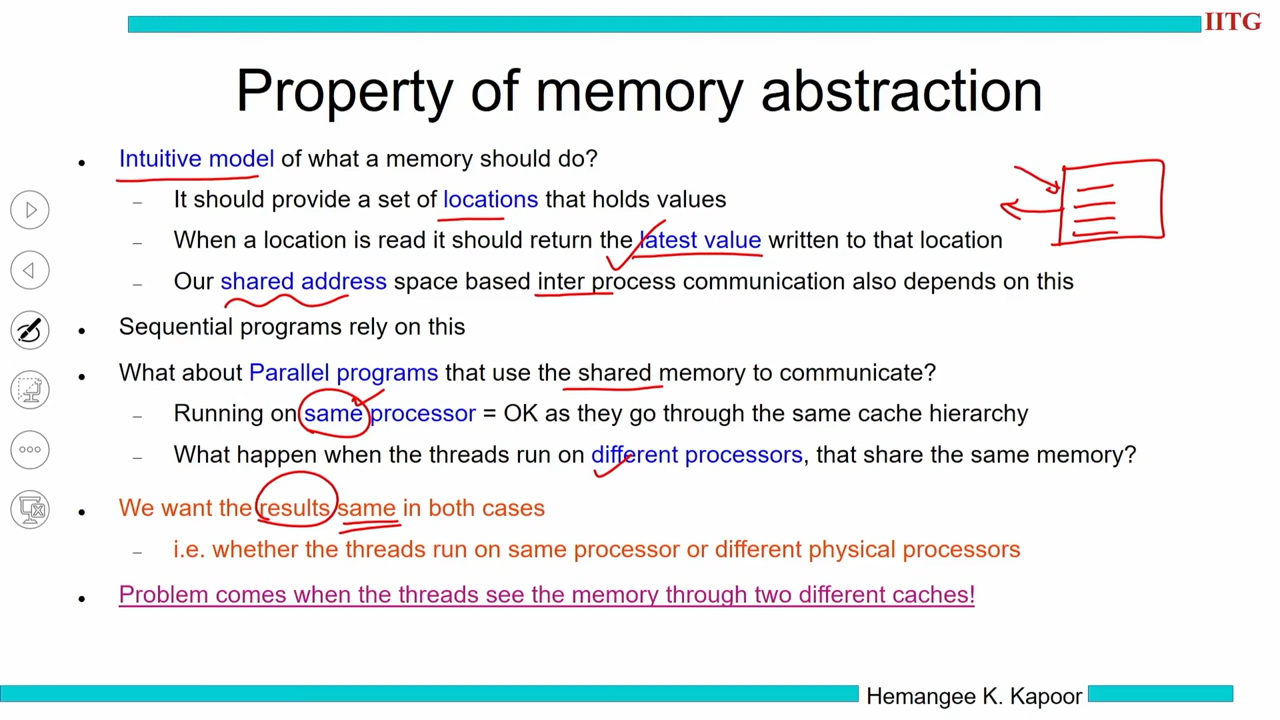 IITG
Property of memory abstraction
• Intuitive model of what a memory should do?
– It should provide a set of locations that holds values
– When a location is read it should return the latest value written to that location
– Our shared address space based inter process communication also depends on this
• Sequential programs rely on this
• What about Parallel programs that use the shared memory to communicate?
– Running on same processor = OK as they go through the same cache hierarchy
– What happen when the threads run on different processors, that share the same memory?
• We want the results same in both cases
– i.e. whether the threads run on same processor or different physical processors
• Problem comes when the threads see the memory through two different caches!
Hemangee K. Kapoor